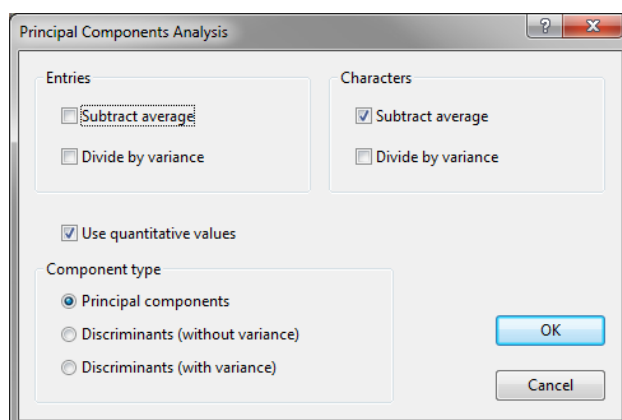 Principal Components Analysis
Entries
Subtract average
Divide by variance
Characters
Subtract average
Divide by variance
Use quantitative values
Component type
Principal components
Discriminants (without variance)
Discriminants (with variance)
OK
Cancel